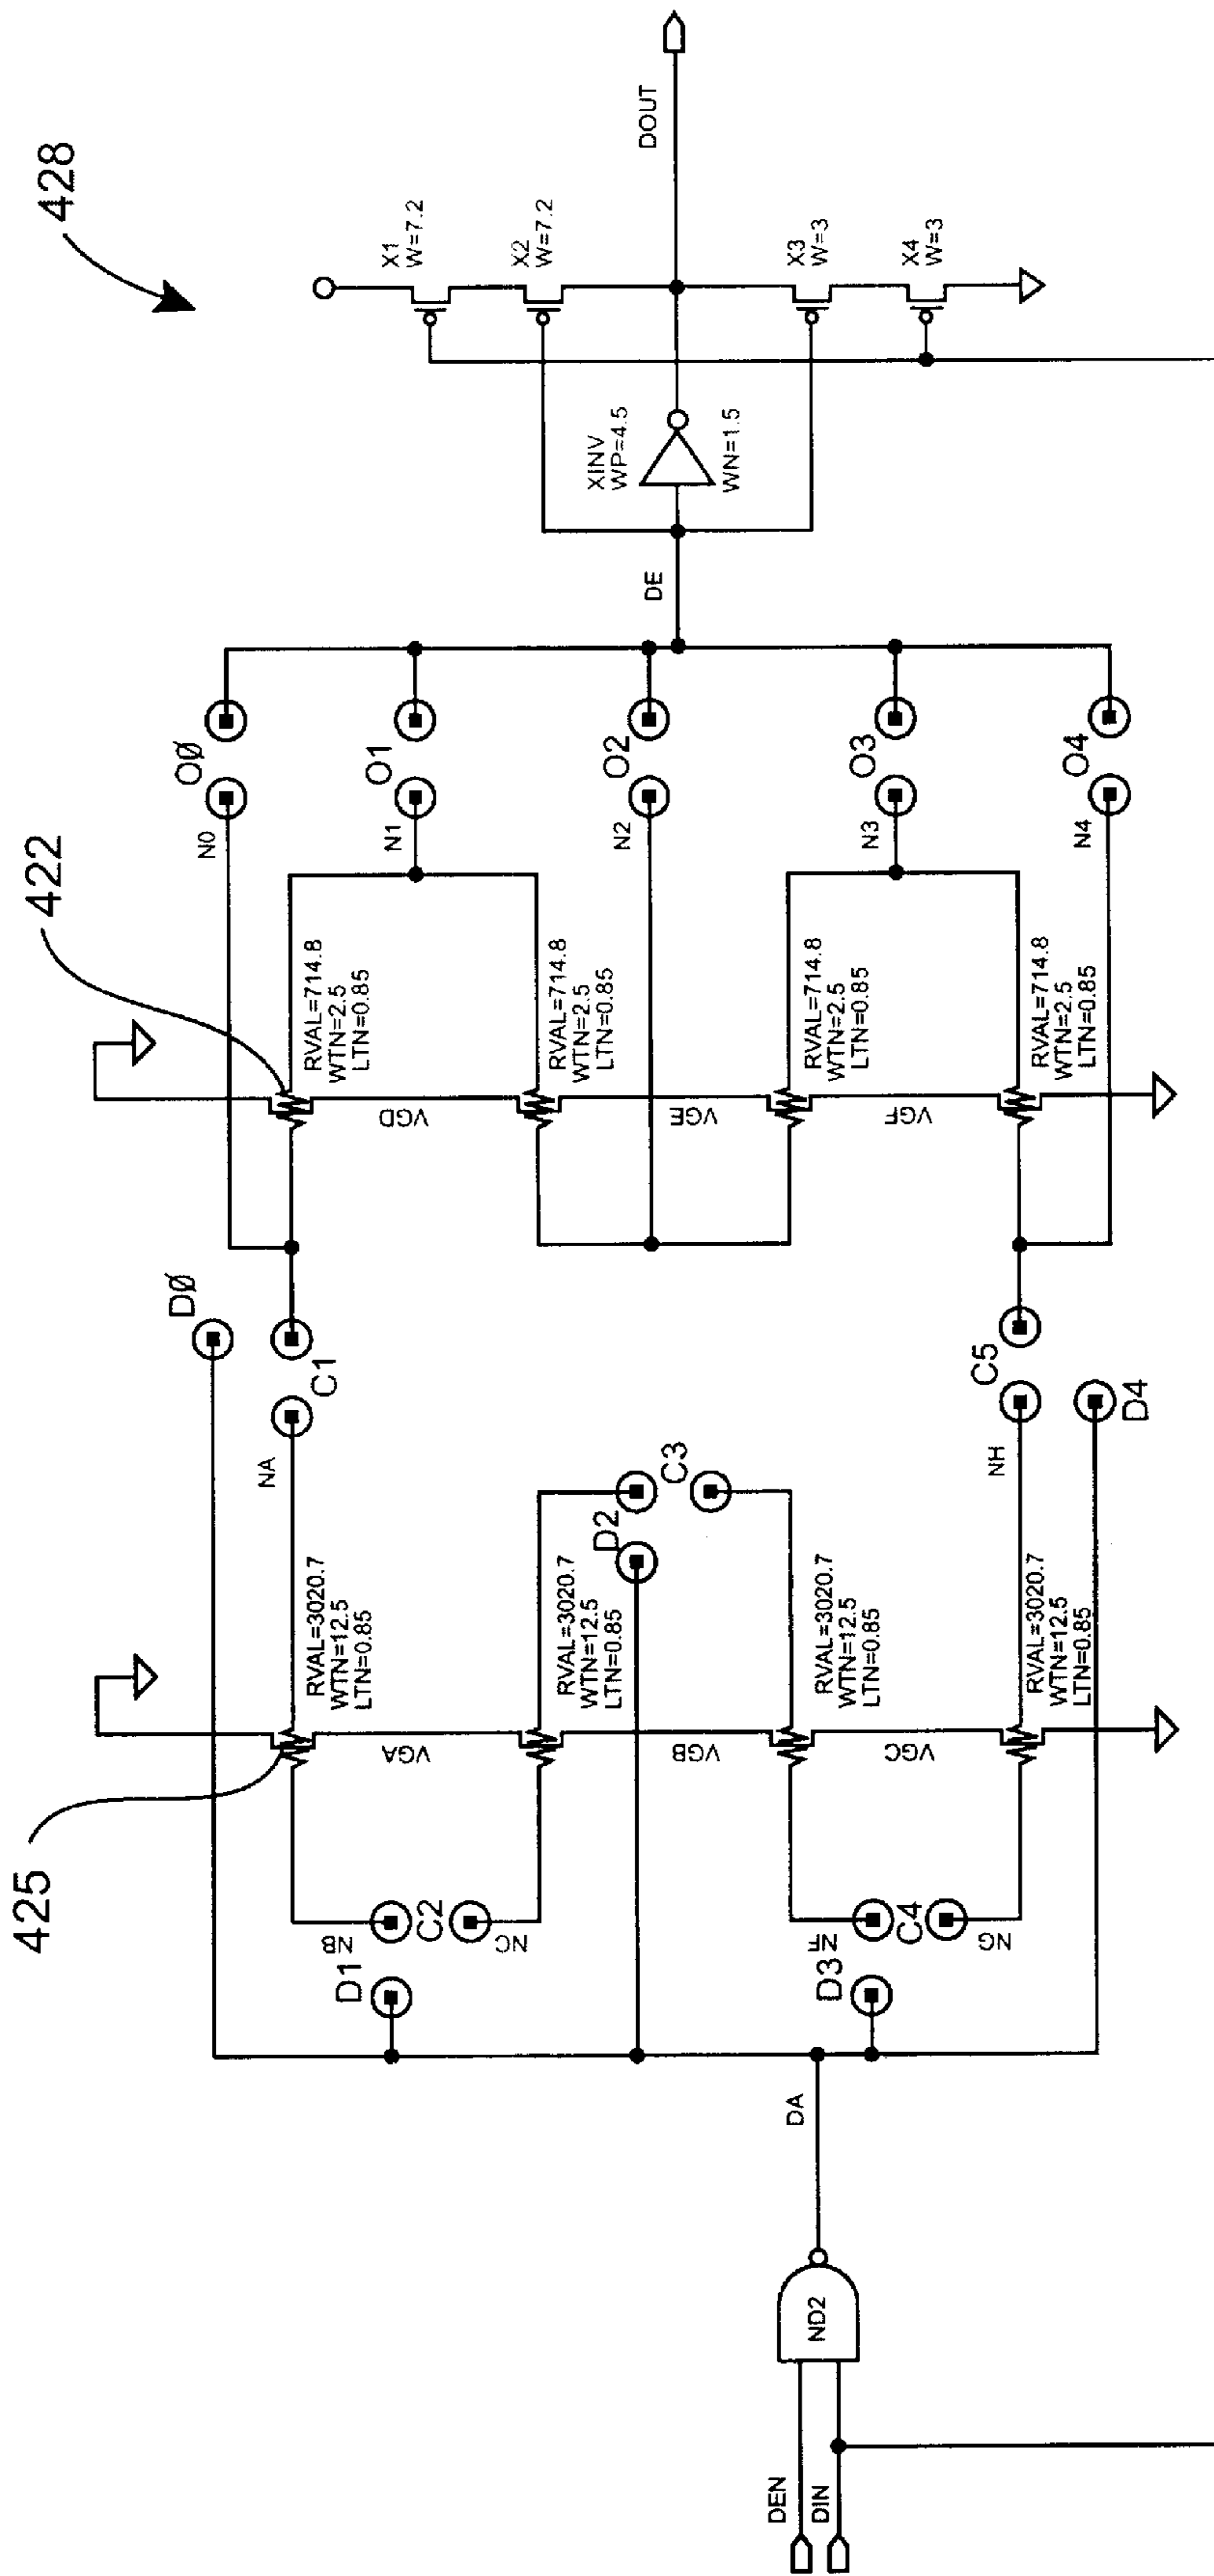 428
DOUT
X1
W=7.2
X2
W=7.2
X3
W=3
X4
W=3
XINV
WP=4.5
WN=1.5
DE
OØ
O1
O2
O3
O4
N0
N1
N2
N3
N4
422
RVAL=714.8
WTN=2.5
LTN=0.85
RVAL=714.8
WTN=2.5
LTN=0.85
RVAL=714.8
WTN=2.5
LTN=0.85
RVAL=714.8
WTN=2.5
LTN=0.85
VGD
VGE
VGF
DØ
C1
C5
D4
NA
NH
C3
D2
RVAL=3020.7
WTN=12.5
LTN=0.85
RVAL=3020.7
WTN=12.5
LTN=0.85
RVAL=3020.7
WTN=12.5
LTN=0.85
RVAL=3020.7
WTN=12.5
LTN=0.85
VGA
VGB
VGC
425
NB
C2
NC
NF
C4
NG
D1
D3
DA
ND2
DEN
DIN